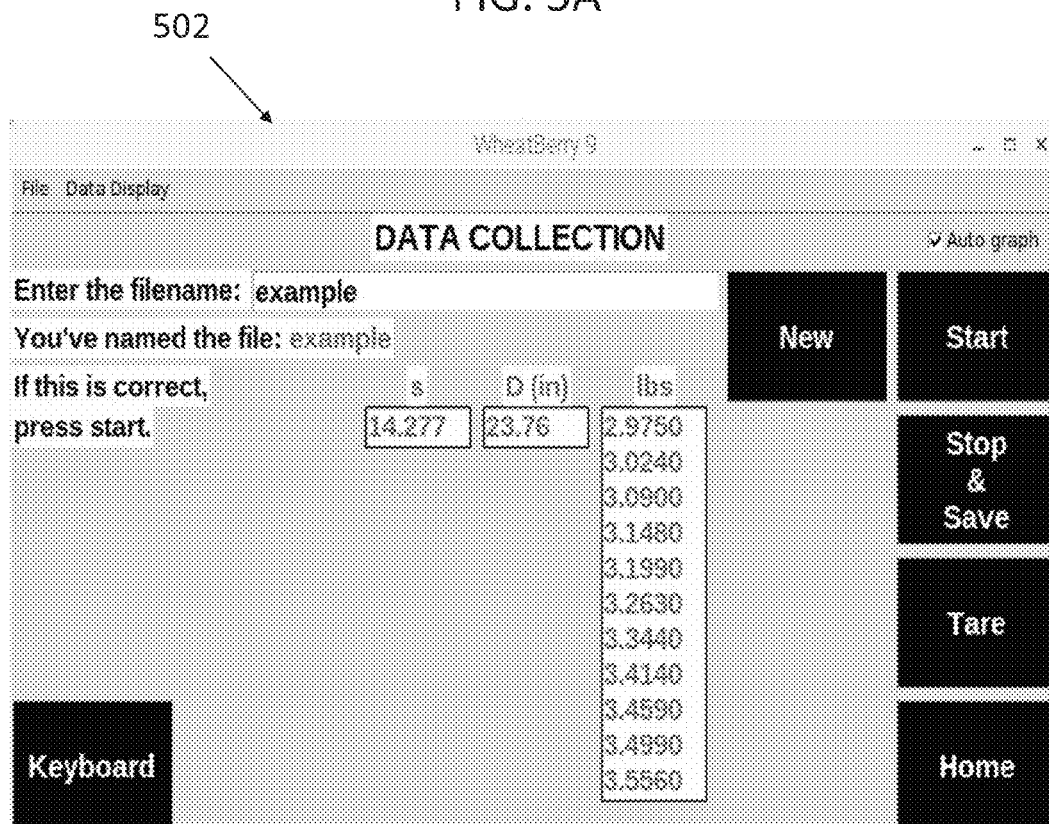 FIG. 5A
502
WheatBerry 9
File Data Display
DATA COLLECTION
Auto graph
Enter the filename: example
You've named the file: example
If this is correct,
press start.
s D (in) lbs
14.277 23.76 2.9750
3.0240
3.0900
3.1480
3.1990
3.2630
3.3440
3.4140
3.4590
3.4990
3.5560
New
Start
Stop
&
Save
Tare
Keyboard
Home